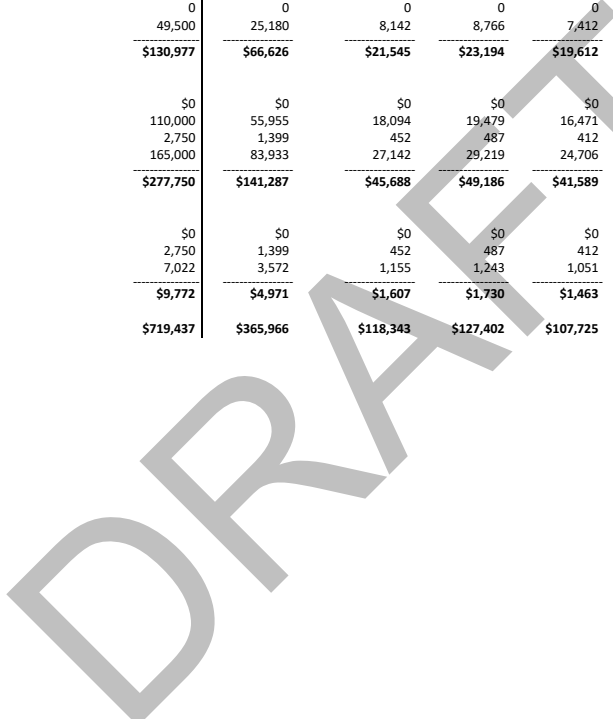 0 0 0 0 0
49,500 25,180 8,142 8,766 7,412
$130,977 $66,626 $21,545 $23,194 $19,612
$0 $0 $0 $0 $0
110,000 55,955 18,094 19,479 16,471
2,750 1,399 452 487 412
165,000 83,933 27,142 29,219 24,706
$277,750 $141,287 $45,688 $49,186 $41,589
$0 $0 $0 $0 $0
2,750 1,399 452 487 412
7,022 3,572 1,155 1,243 1,051
$9,772 $4,971 $1,607 $1,730 $1,463
$719,437 $365,966 $118,343 $127,402 $107,725
DRAFT